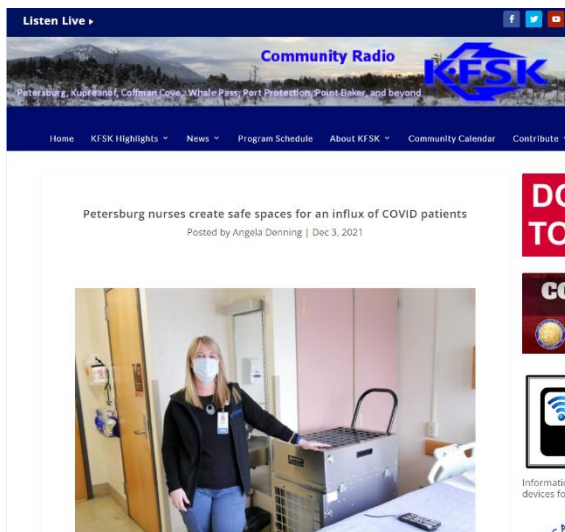 Listen Live ▸
Community Radio
KFSK
Petersburg, Kupreanof, Coffman Cove, Whale Pass, Port Protection, Point Baker, and beyond
Home KFSK Highlights News Program Schedule About KFSK Community Calendar Contribute
DO
TO
CO
Petersburg nurses create safe spaces for an influx of COVID patients
Posted by Angela Denning | Dec 3, 2021
devices fo